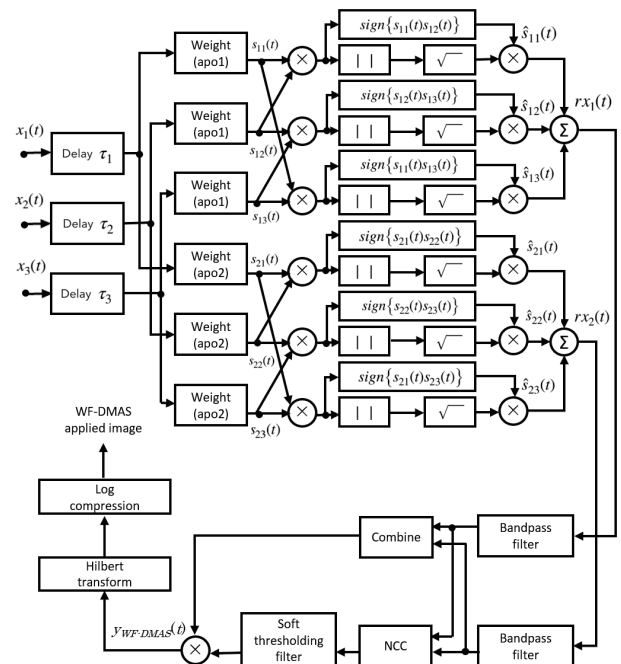 Weight
(apo1)
s₁₁(t)
sign{s₁₁(t)s₁₂(t)}
ŝ₁₁(t)
×
| |
√
×
Weight
(apo1)
s₁₂(t)
sign{s₁₂(t)s₁₃(t)}
ŝ₁₂(t)
rx₁(t)
×
| |
√
×
Σ
x₁(t)
Delay τ₁
Weight
(apo1)
s₁₃(t)
sign{s₁₁(t)s₁₃(t)}
ŝ₁₃(t)
×
| |
√
×
x₂(t)
Delay τ₂
Weight
(apo2)
s₂₁(t)
sign{s₂₁(t)s₂₂(t)}
ŝ₂₁(t)
×
| |
√
×
x₃(t)
Delay τ₃
Weight
(apo2)
s₂₂(t)
sign{s₂₂(t)s₂₃(t)}
ŝ₂₂(t)
rx₂(t)
×
| |
√
×
Σ
Weight
(apo2)
s₂₃(t)
sign{s₂₁(t)s₂₃(t)}
ŝ₂₃(t)
×
| |
√
×
WF-DMAS
applied image
Log
compression
Hilbert
transform
Combine
Bandpass
filter
y_WF-DMAS(t)
×
Soft
thresholding
filter
NCC
Bandpass
filter